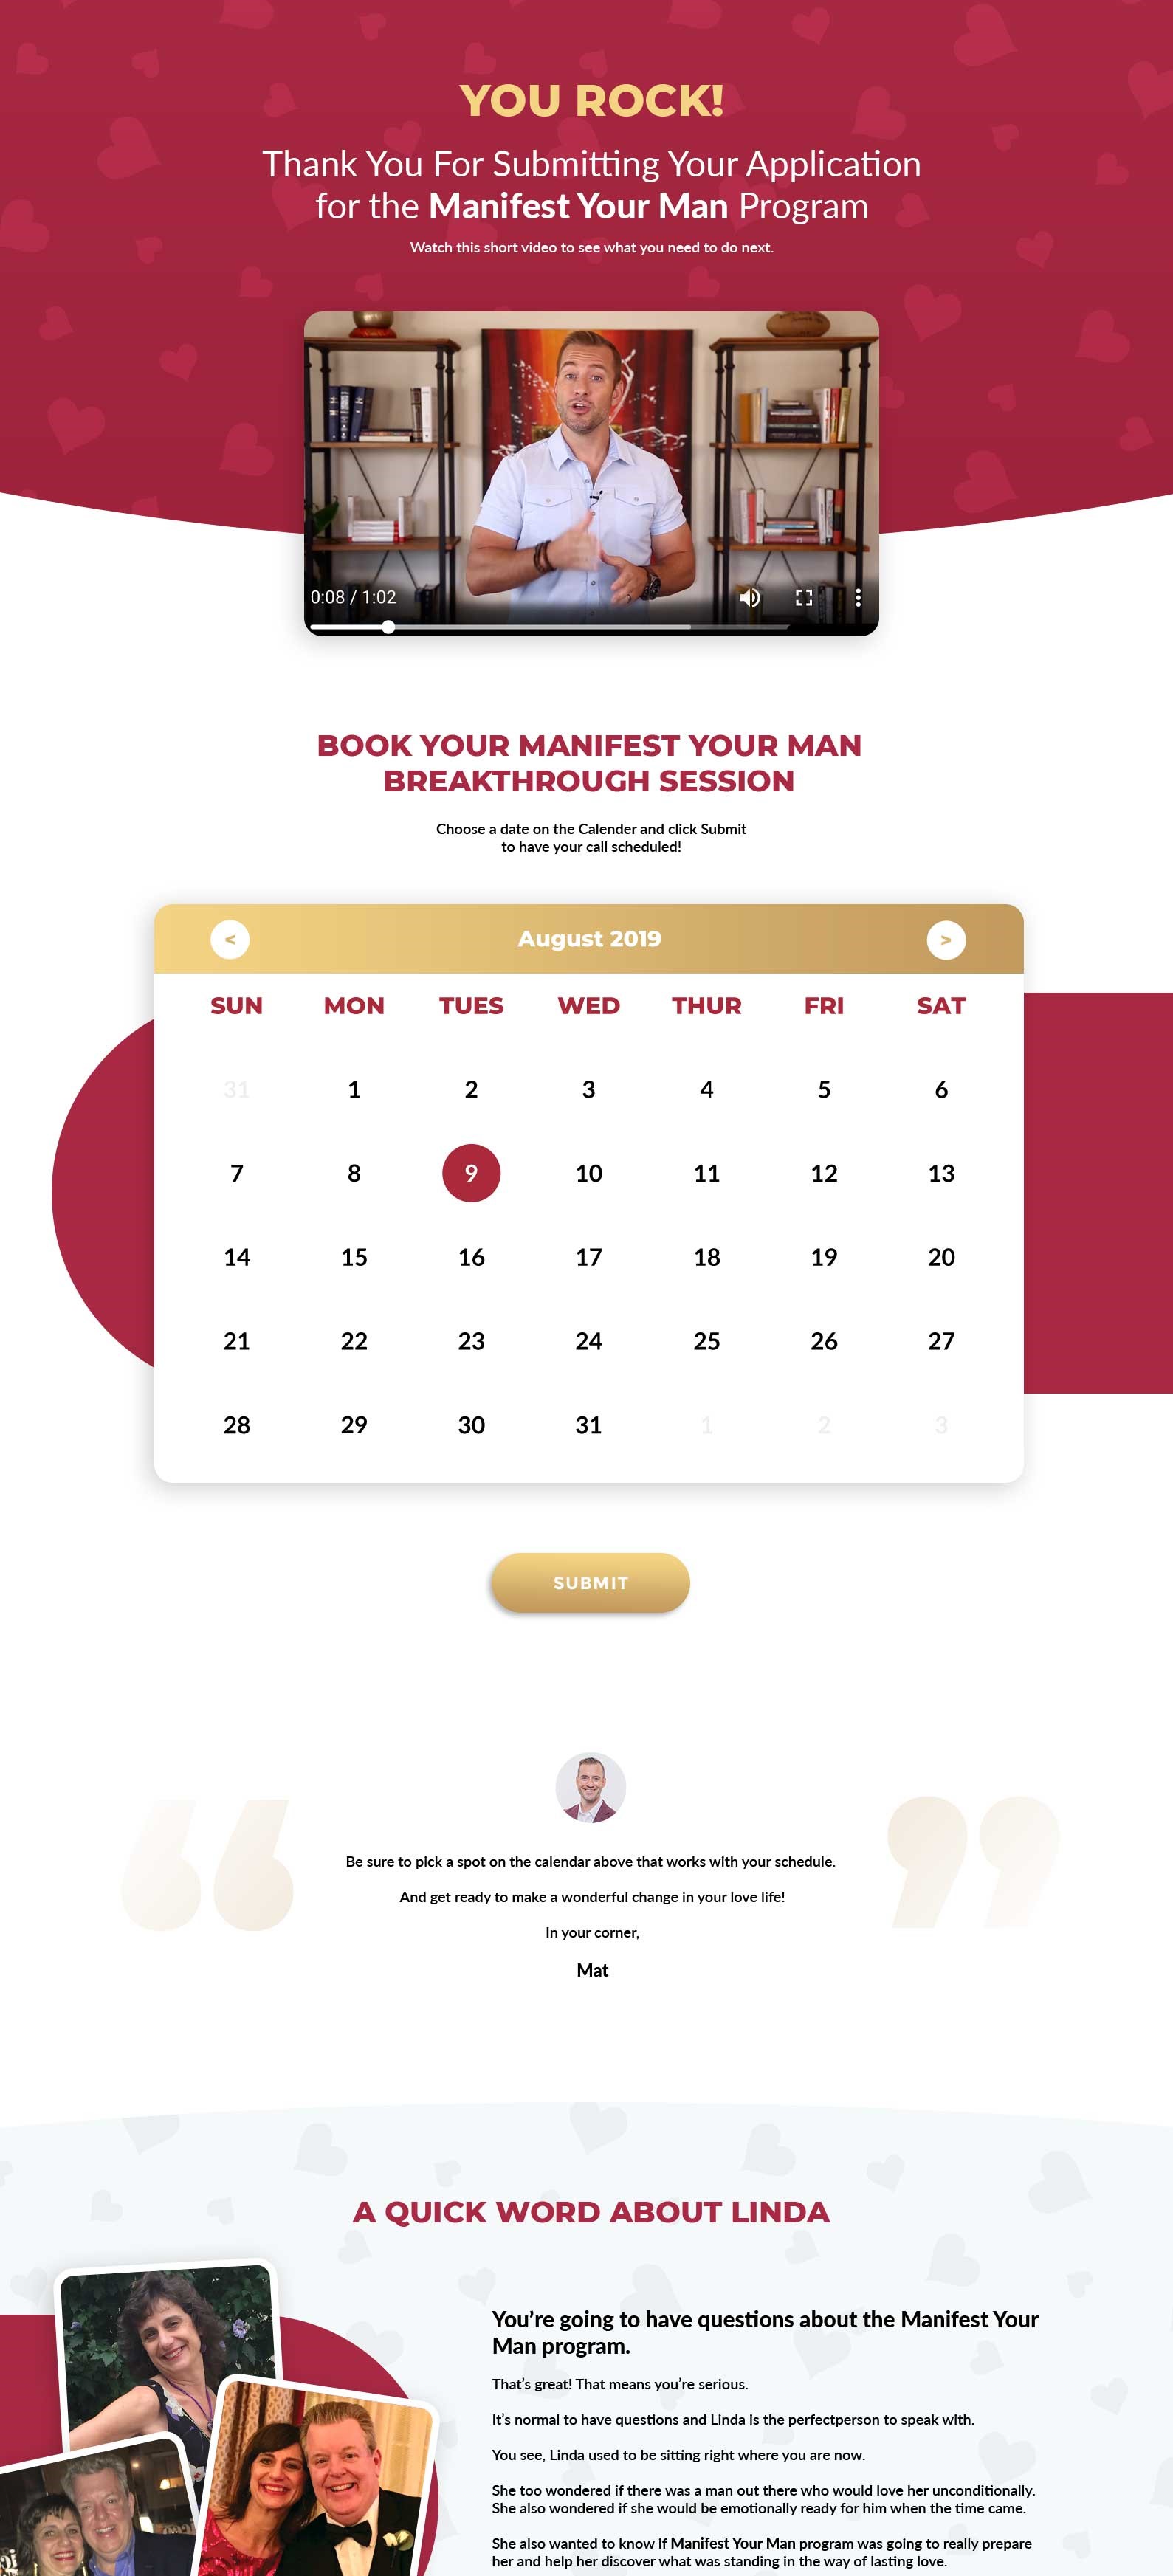 YOU ROCK!
Thank You For Submitting Your Application
for the Manifest Your Man Program
Watch this short video to see what you need to do next.
0:08 / 1:02
BOOK YOUR MANIFEST YOUR MAN
BREAKTHROUGH SESSION
Choose a date on the Calender and click Submit
to have your call scheduled!
< August 2019 >
SUN MON TUES WED THUR FRI SAT
31 1 2 3 4 5 6
7 8 9 10 11 12 13
14 15 16 17 18 19 20
21 22 23 24 25 26 27
28 29 30 31 1 2 3
SUBMIT
Be sure to pick a spot on the calendar above that works with your schedule.
And get ready to make a wonderful change in your love life!
In your corner,
Mat
A QUICK WORD ABOUT LINDA
You’re going to have questions about the Manifest Your
Man program.
That’s great! That means you’re serious.
It’s normal to have questions and Linda is the perfectperson to speak with.
You see, Linda used to be sitting right where you are now.
She too wondered if there was a man out there who would love her unconditionally.
She also wondered if she would be emotionally ready for him when the time came.
She also wanted to know if Manifest Your Man program was going to really prepare
her and help her discover what was standing in the way of lasting love.